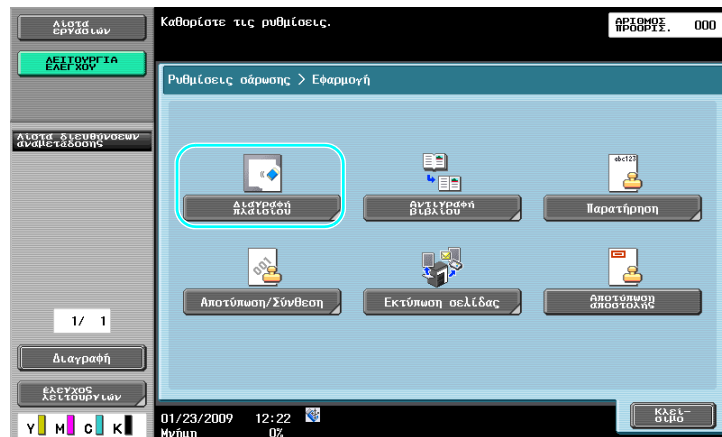 Λίστα
εργασιών
ΛΕΙΤΟΥΡΓΙΑ
ΕΛΕΓΧΟΥ
Λίστα διευθύνσεων
αναμετάδοσης
1/ 1
Διαγραφή
έλεγχος
λειτουργιών
Y M C K
Καθορίστε τις ρυθμίσεις.
ΑΡΙΘΜΟΣ
ΠΡΟΟΡΙΣ. 000
Ρυθμίσεις σάρωσης > Εφαρμογή
Διαγραφή
πλαισίου
Αντιγραφή
βιβλίου
abc123
Παρατήρηση
001
Αποτύπωση/Σύνθεση
Εκτύπωση σελίδας
Αποτύπωση
αποστολής
01/23/2009 12:22
Μνήμη 0%
Κλεί-
σιμο